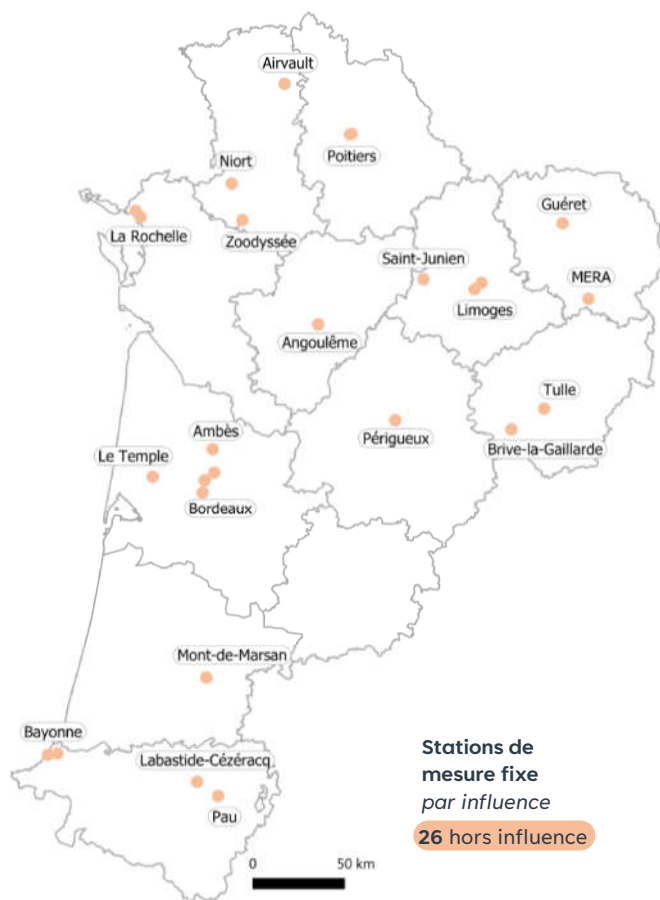 Airvault
Poitiers
Niort
Guéret
La Rochelle
Zoodyssée
Saint-Junien
MERA
Limoges
Angoulême
Tulle
Ambès
Périgueux
Brive-la-Gaillarde
Le Temple
Bordeaux
Mont-de-Marsan
Bayonne
Labastide-Cézéracq
Pau
Stations de
mesure fixe
par influence
26 hors influence
0 50 km